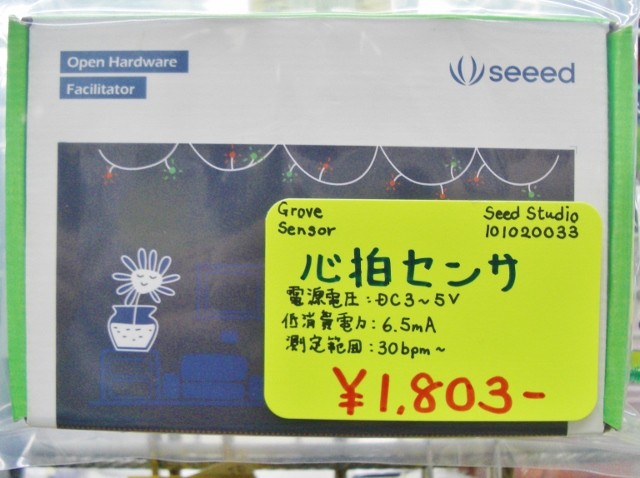 Open Hardware
Facilitator
seeed
Grove
Sensor
Seed Studio
101020033
心拍センサ
電源電圧:DC3~5V
低消費電力:6.5mA
測定範囲:30bpm~
¥1,803-